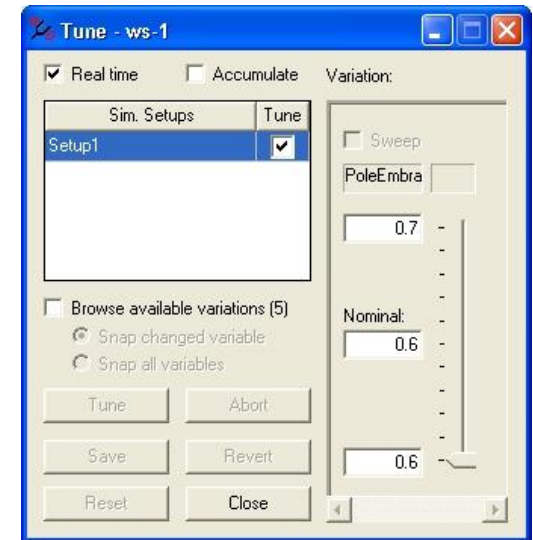 Tune - ws-1
Real time
Accumulate
Variation:
Sim. Setups
Tune
Setup1
Sweep
PoleEmbra
0.7
Browse available variations (5)
Snap changed variable
Snap all variables
Nominal:
0.6
Tune
Abort
Save
Revert
0.6
Reset
Close